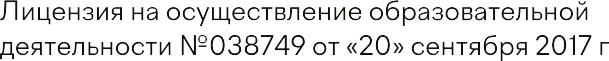 Лицензия на осуществление образовательной
деятельности №038749 от «20» сентября 2017 г